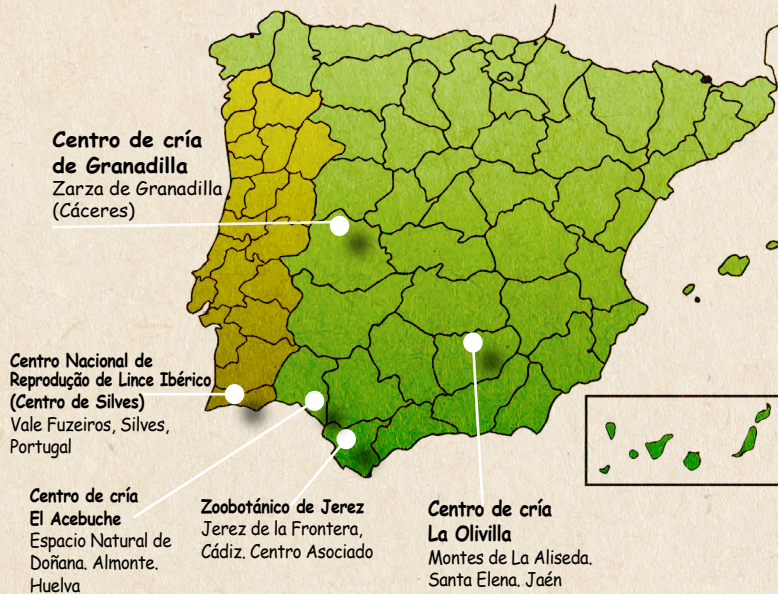 Centro de cría
de Granadilla
Zarza de Granadilla
(Cáceres)
Centro Nacional de
Reprodução de Lince Ibérico
(Centro de Silves)
Vale Fuzeiros, Silves,
Portugal
Centro de cría
El Acebuche
Espacio Natural de
Doñana. Almonte.
Huelva
Zoobotánico de Jerez
Jerez de la Frontera,
Cádiz. Centro Asociado
Centro de cría
La Olivilla
Montes de La Aliseda.
Santa Elena. Jaén